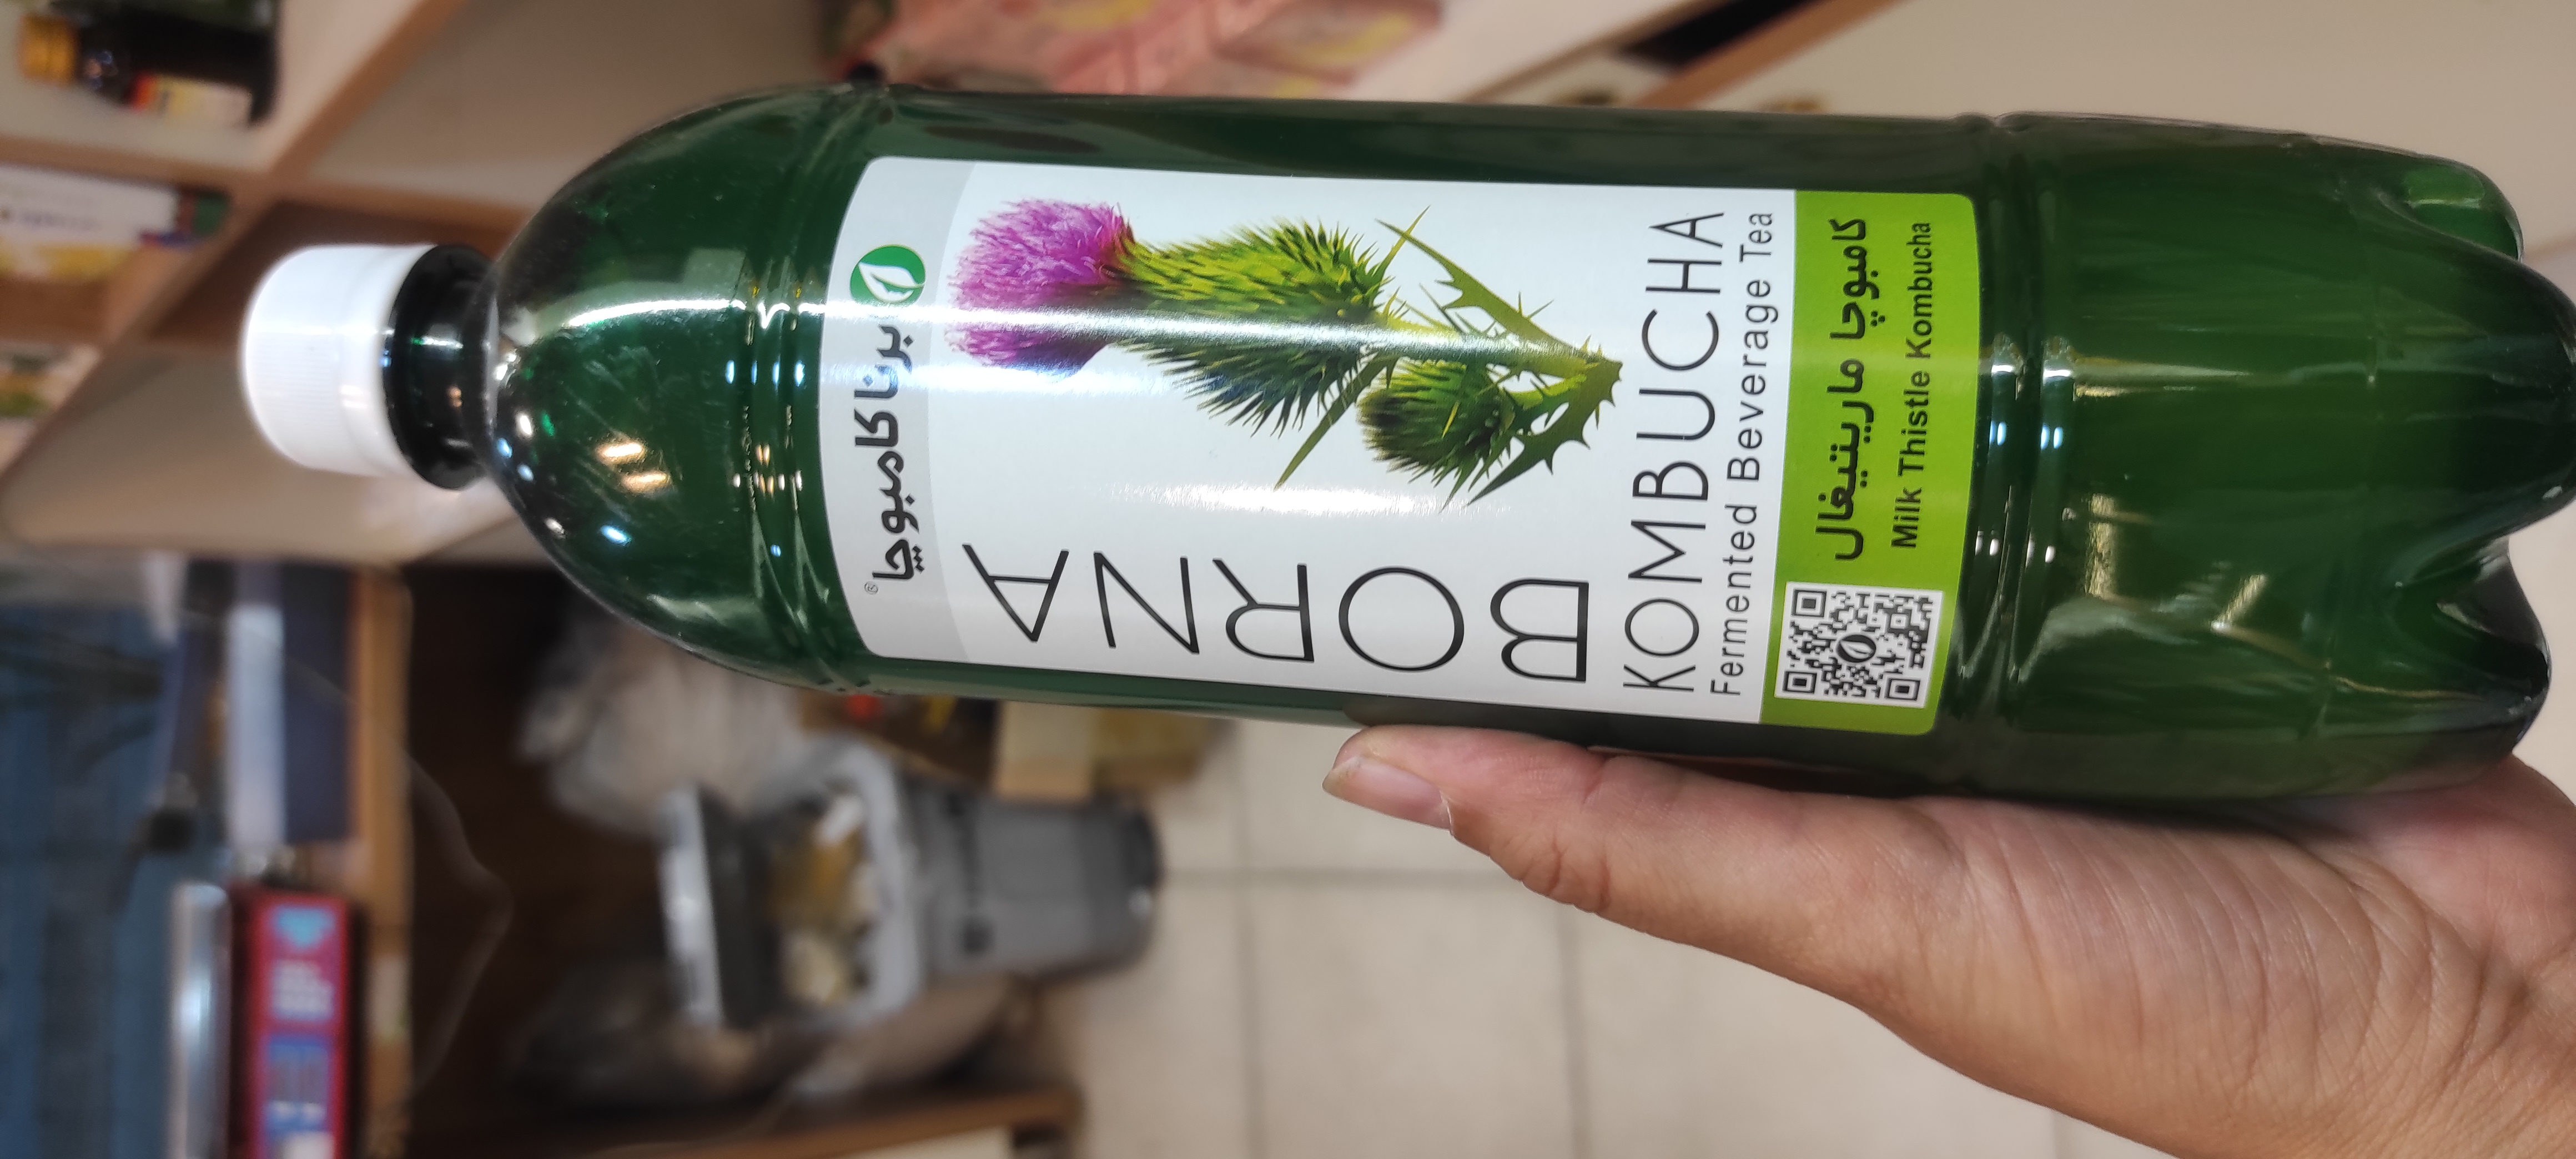 برنا کامبوچا®
BORNA
KOMBUCHA
Fermented Beverage Tea
کامبوچا ماریتیغال
Milk Thistle Kombucha